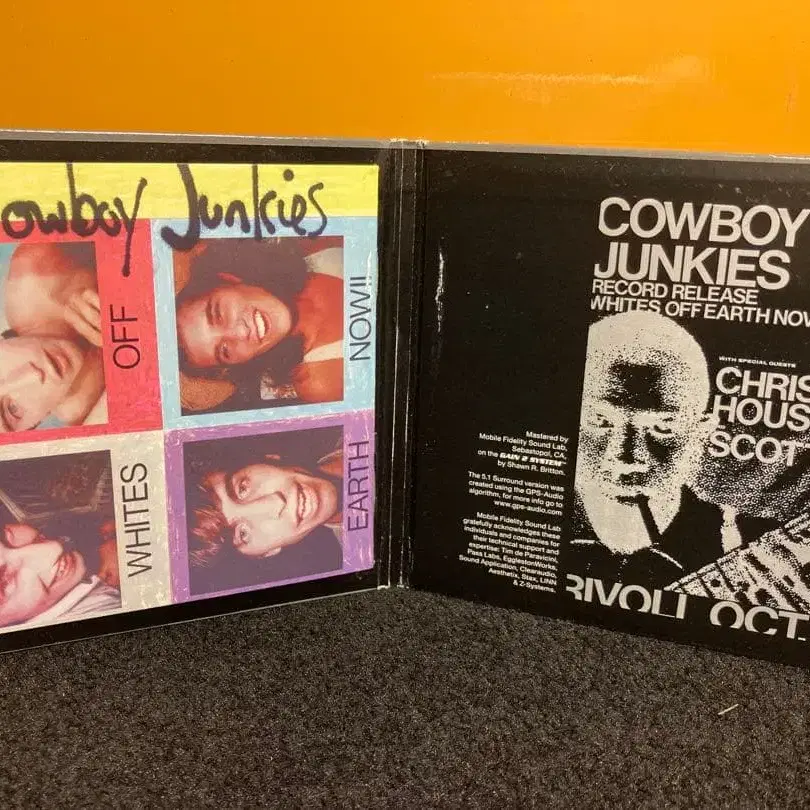 owboy Junkies
OFF
NOW!!
WHITES
EARTH
COWBOY
JUNKIES
RECORD RELEASE
WHITES OFF EARTH NOW
WITH SPECIAL GUESTS
CHRIS
HOUS
SCOT
Mastered by
Mobile Fidelity Sound Lab,
Sebastopol, CA,
on the GAIN 2 SYSTEM™
by Shawn R. Britton.
The 5.1 Surround version was
created using the GPS-Audio
algorithm, for more info go to
www.gps-audio.com
Mobile Fidelity Sound Lab
gratefully acknowledges these
individuals and companies for
their technical support and
expertise: Tim de Paravicini,
Pass Labs, EgglestonWorks,
Sound Application, Clearaudio,
Aesthetix, Stax, LINN
& Z-Systems.
RIVOLI OCT.